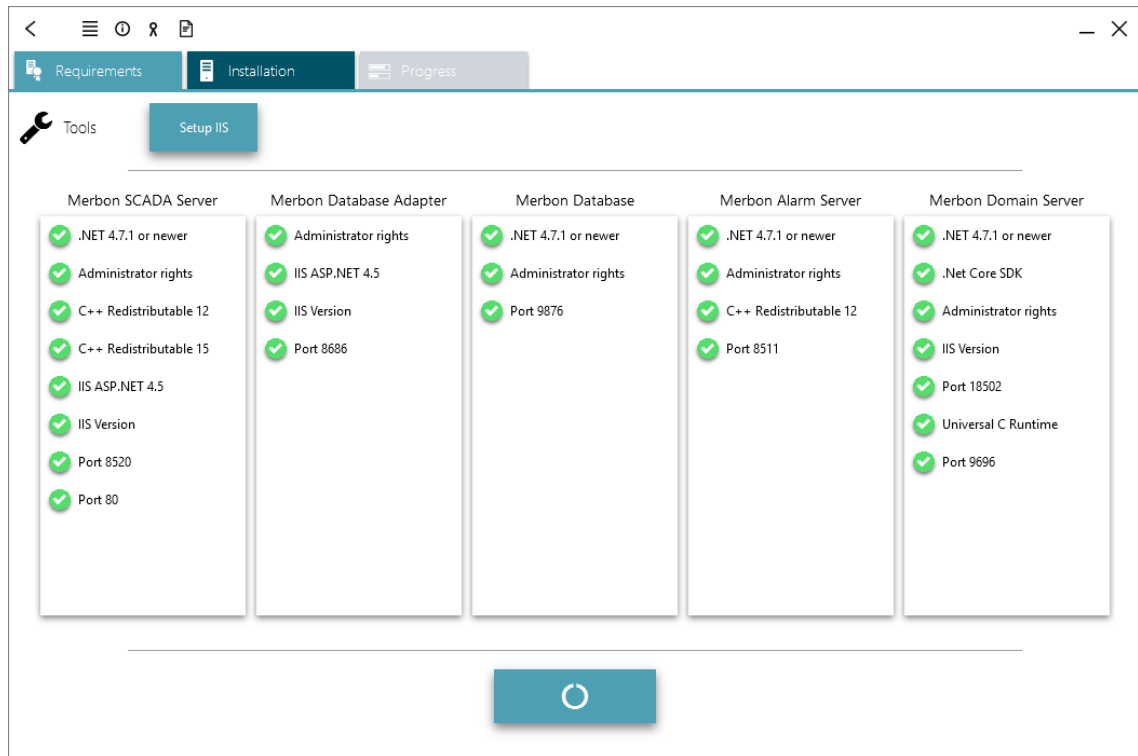 Requirements
Installation
Progress
Tools
Setup IIS
Merbon SCADA Server
.NET 4.7.1 or newer
Administrator rights
C++ Redistributable 12
C++ Redistributable 15
IIS ASP.NET 4.5
IIS Version
Port 8520
Port 80
Merbon Database Adapter
Administrator rights
IIS ASP.NET 4.5
IIS Version
Port 8686
Merbon Database
.NET 4.7.1 or newer
Administrator rights
Port 9876
Merbon Alarm Server
.NET 4.7.1 or newer
Administrator rights
C++ Redistributable 12
Port 8511
Merbon Domain Server
.NET 4.7.1 or newer
.Net Core SDK
Administrator rights
IIS Version
Port 18502
Universal C Runtime
Port 9696